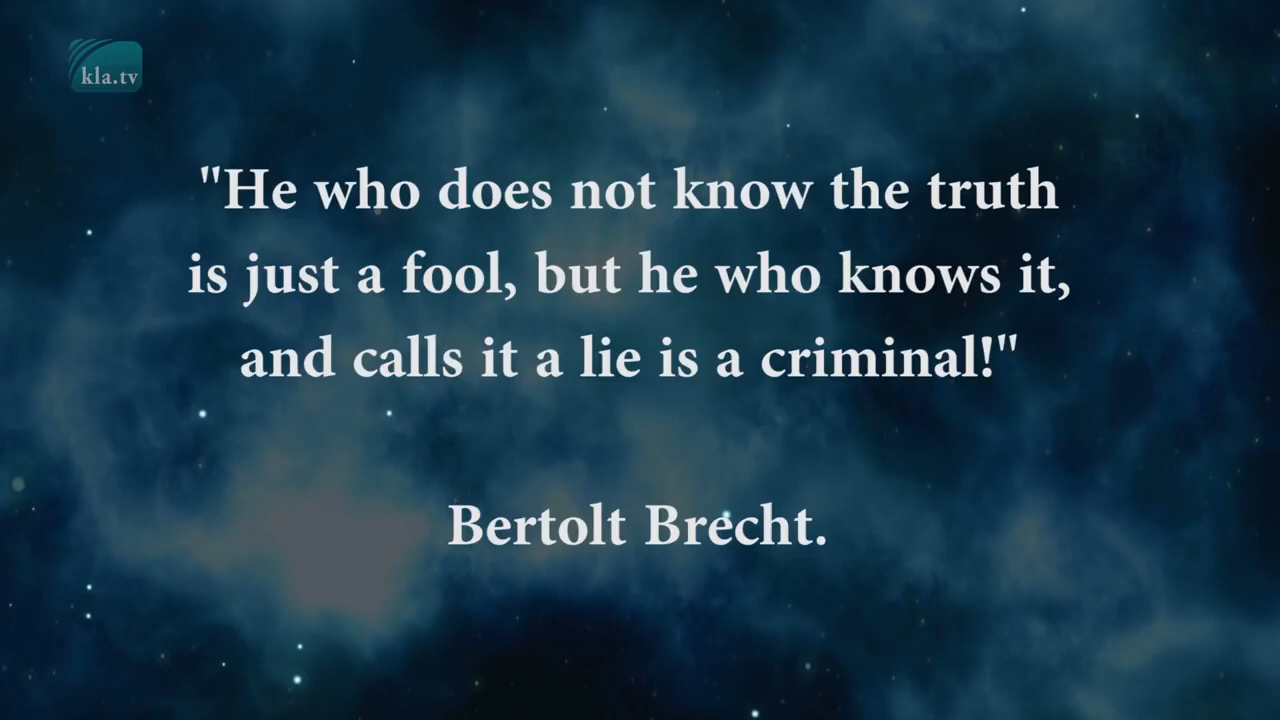 kla.tv
"He who does not know the truth
is just a fool, but he who knows it,
and calls it a lie is a criminal!"
Bertolt Brecht.